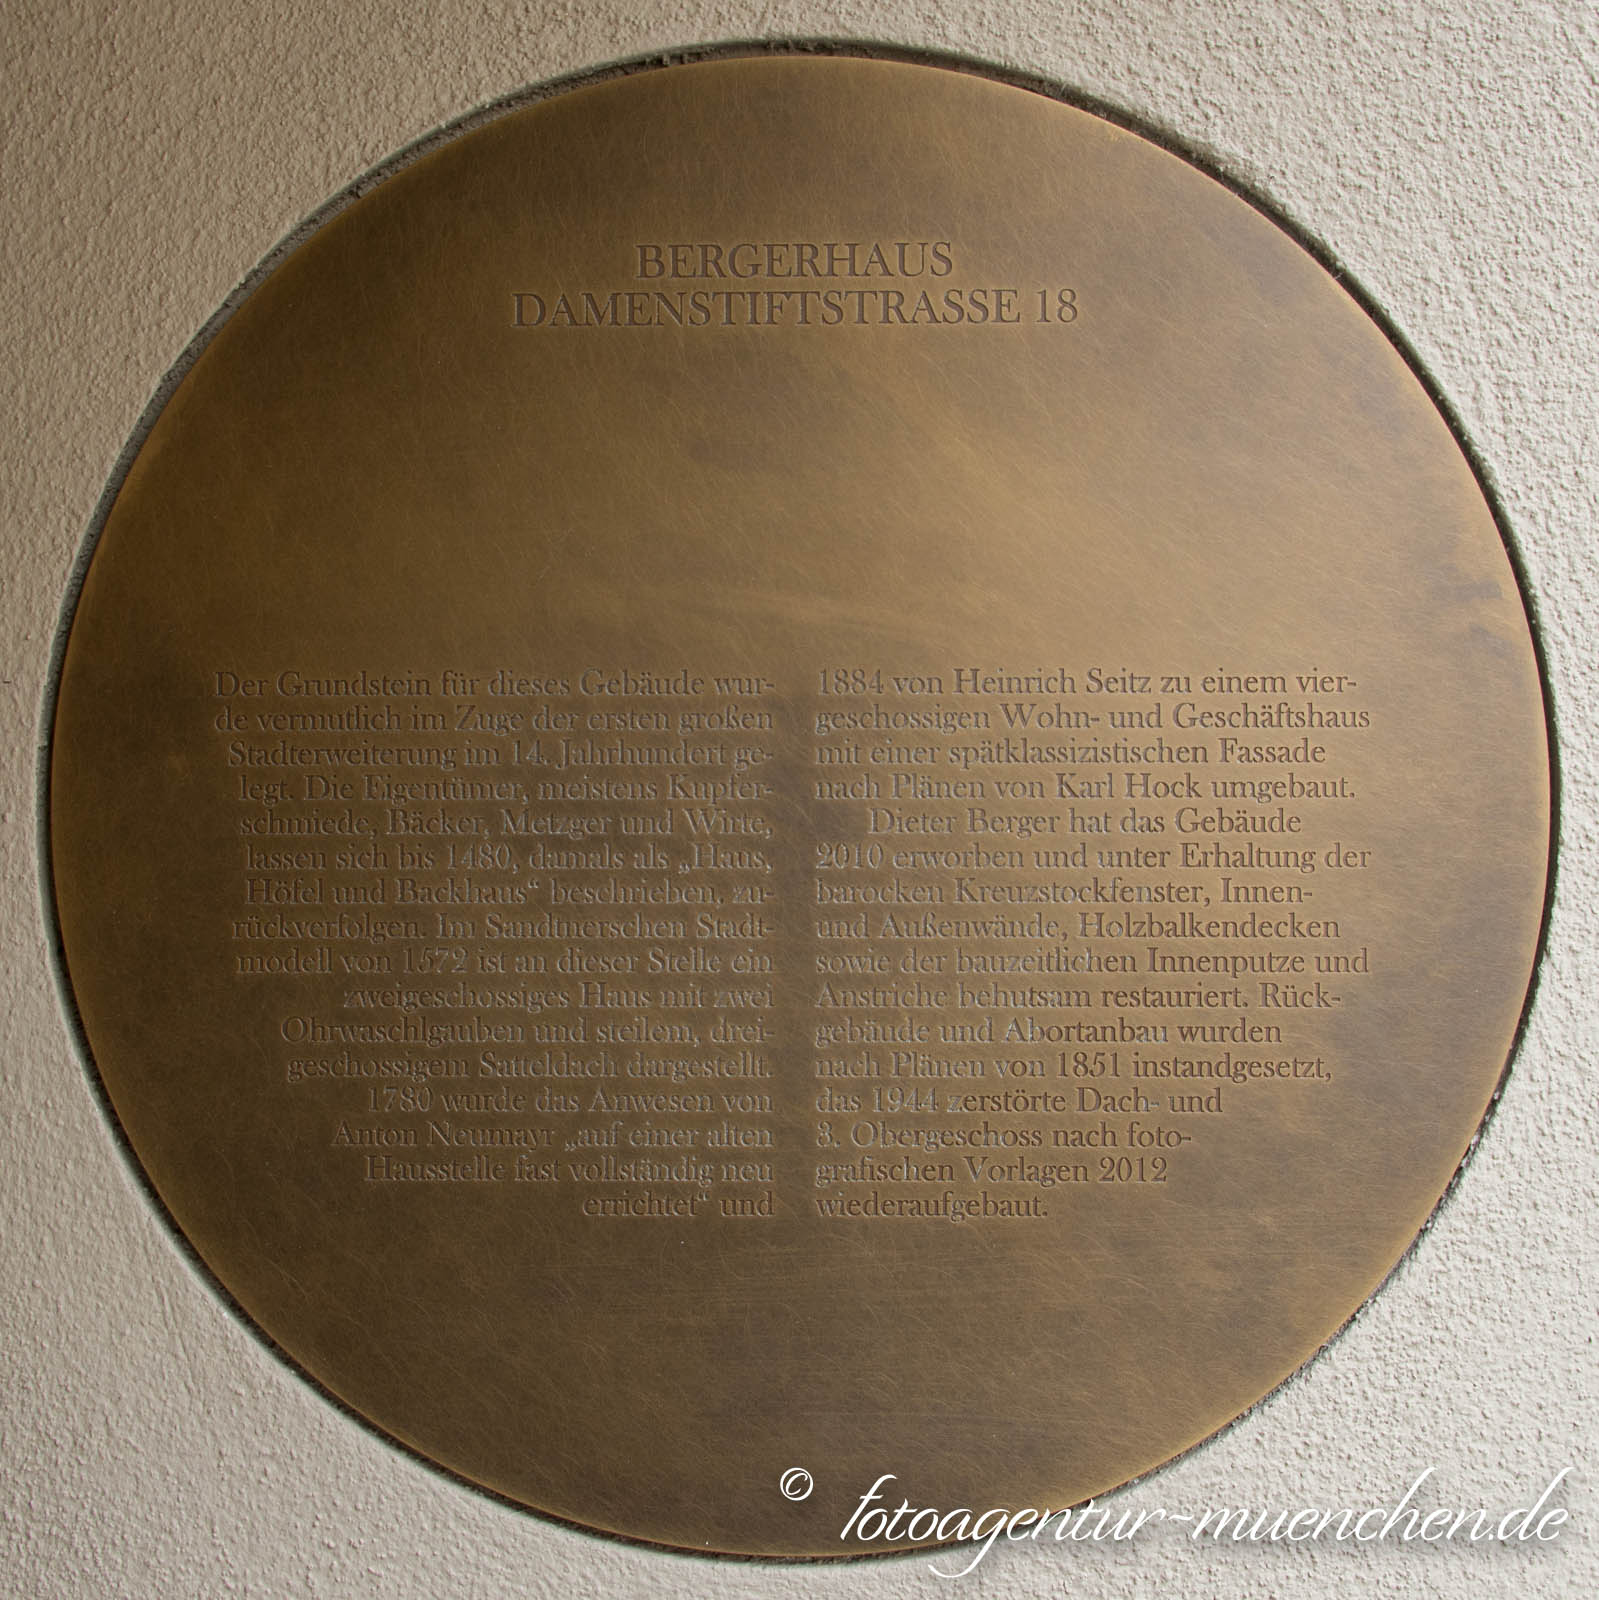 BERGERHAUS
DAMENSTIFTSTRASSE 18
Der Grundstein für dieses Gebäude wur-
de vermutlich im Zuge der ersten großen
Stadterweiterung im 14. Jahrhundert ge-
legt. Die Eigentümer, meistens Kupfer-
schmiede, Bäcker, Metzger und Wirte,
lassen sich bis 1480, damals als „Haus,
Höfel und Backhaus“ beschrieben, zu-
rückverfolgen. Im Sandtnerschen Stadt-
modell von 1572 ist an dieser Stelle ein
zweigeschossiges Haus mit zwei
Ohrwaschlgauben und steilem, drei-
geschossigem Satteldach dargestellt.
1780 wurde das Anwesen von
Anton Neumayr „auf einer alten
Hausstelle fast vollständig neu
errichtet“ und
1884 von Heinrich Seitz zu einem vier-
geschossigen Wohn- und Geschäftshaus
mit einer spätklassizistischen Fassade
nach Plänen von Karl Hock umgebaut.
Dieter Berger hat das Gebäude
2010 erworben und unter Erhaltung der
barocken Kreuzstockfenster, Innen-
und Außenwände, Holzbalkendecken
sowie der bauzeitlichen Innenputze und
Anstriche behutsam restauriert. Rück-
gebäude und Abortanbau wurden
nach Plänen von 1851 instandgesetzt,
das 1944 zerstörte Dach- und
3. Obergeschoss nach foto-
grafischen Vorlagen 2012
wiederaufgebaut.
© fotoagentur-muenchen.de